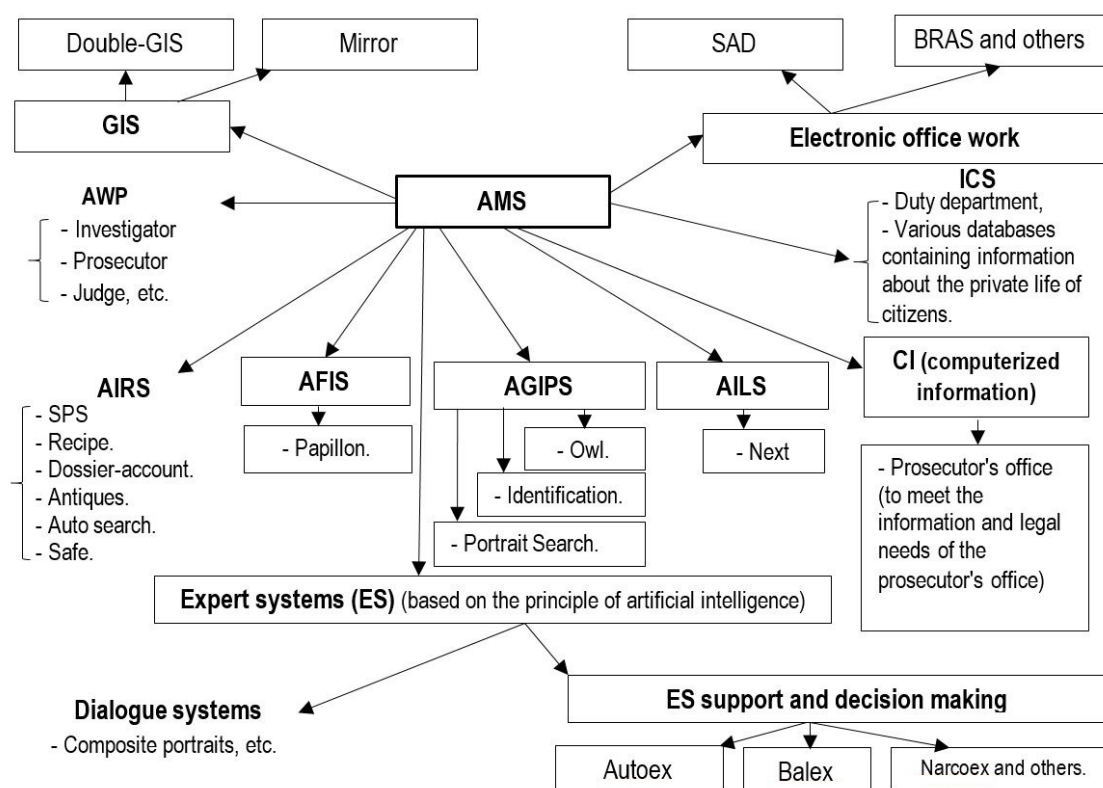 Double-GIS
Mirror
SAD
BRAS and others
GIS
Electronic office work
AMS
AWP
- Investigator
- Prosecutor
- Judge, etc.
ICS
- Duty department,
- Various databases
containing information
about the private life of
citizens.
AIRS
- SPS
- Recipe.
- Dossier-account.
- Antiques.
- Auto search.
- Safe.
AFIS
- Papillon.
AGIPS
- Owl.
- Identification.
- Portrait Search.
AILS
- Next
CI (computerized
information)
- Prosecutor's office
(to meet the
information and legal
needs of the
prosecutor's office)
Expert systems (ES) (based on the principle of artificial intelligence)
Dialogue systems
- Composite portraits, etc.
ES support and decision making
Autoex
Balex
Narcoex and others.